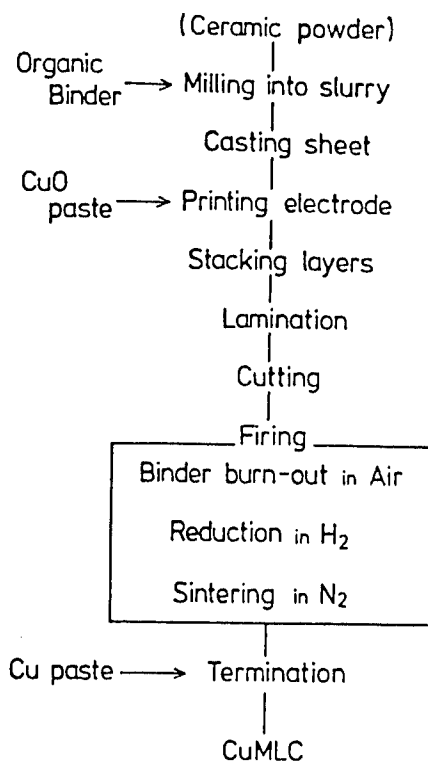 (Ceramic powder)
Organic
Binder
Milling into slurry
Casting sheet
CuO
paste
Printing electrode
Stacking layers
Lamination
Cutting
Firing
Binder burn-out in Air
Reduction in H₂
Sintering in N₂
Cu paste
Termination
CuMLC